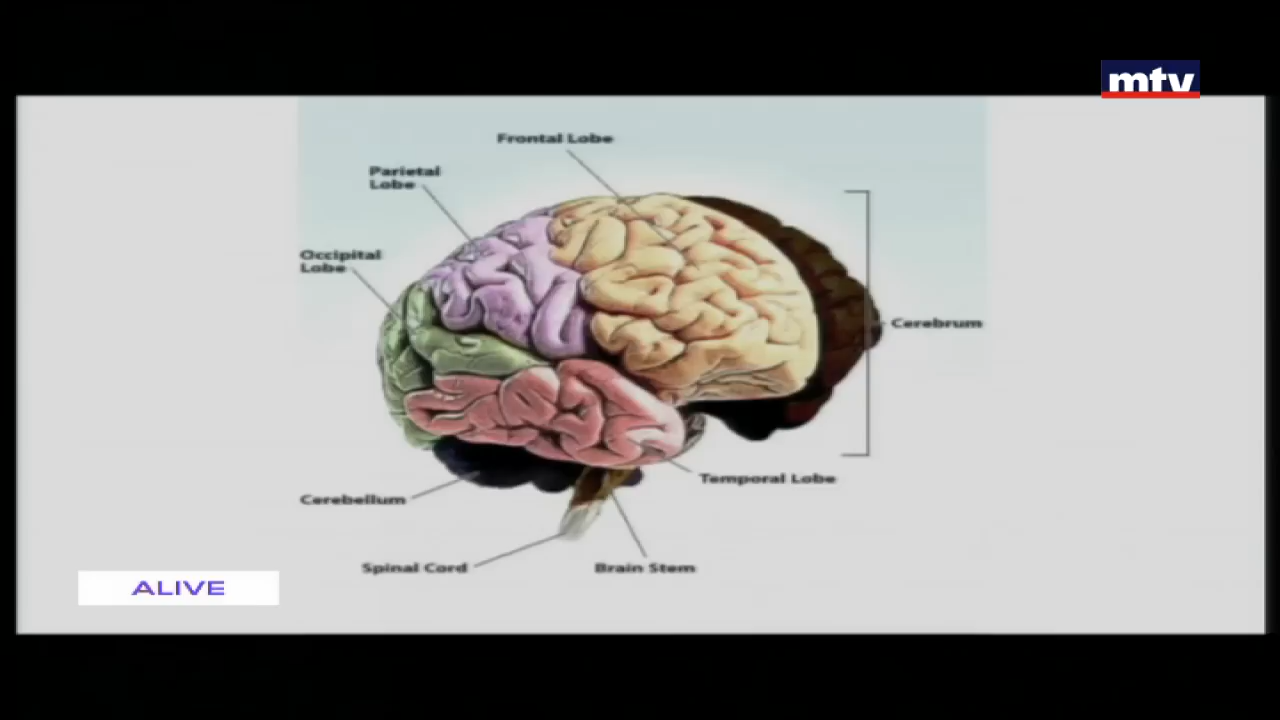 mtv
Frontal Lobe
Parietal
Lobe
Occipital
Lobe
Cerebrum
Temporal Lobe
Cerebellum
Spinal Cord
Brain Stem
ALIVE